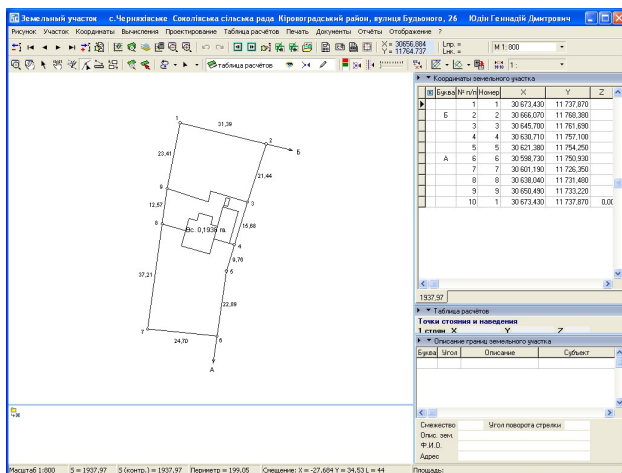 Земельный участок с.Черняхівське Соколівська сільська рада Кіровоградський район, вулиця Будьоного, 26 Юдін Геннадій Дмитрович
Рисунок Участок Координаты Вычисления Проектирование Таблица расчётов Печать Документы Отчёты Отображение ?
X = 30656,884
Y = 11764,737
Lпр. =
Lнк. =
М 1:800
таблица расчётов
1 :
Координаты земельного участка
Буква № п/п Номер X Y Z
1 1 30 673,430 11 737,870
Б 2 2 30 666,070 11 768,380
3 3 30 645,700 11 761,690
4 4 30 630,710 11 757,100
5 5 30 621,380 11 754,250
А 6 6 30 598,730 11 750,930
7 7 30 601,190 11 726,350
8 8 30 638,040 11 731,480
9 9 30 650,490 11 733,220
10 1 30 673,430 11 737,870 0,00
1937,97
Таблица расчётов
Точки стояния и наведения
1 стоян. X Y Z
Описание границ земельного участка
Буква Угол Описание Субъект
Смежество Угол поворота стрелки
Опис. зем.
Ф.И.О.
Адрес
1
31,39
2
Б
23,41
21,44
9
3
12,57
15,68
8
Вс. 0,1938 га.
4
9,76
5
37,21
22,89
7
24,70
6
А
Масштаб 1:800 S = 1937,97 S (контр.) = 1937,97 Периметр = 199,05 Смещение: X = -27,684 Y = 34,53 L = 44 Площадь: